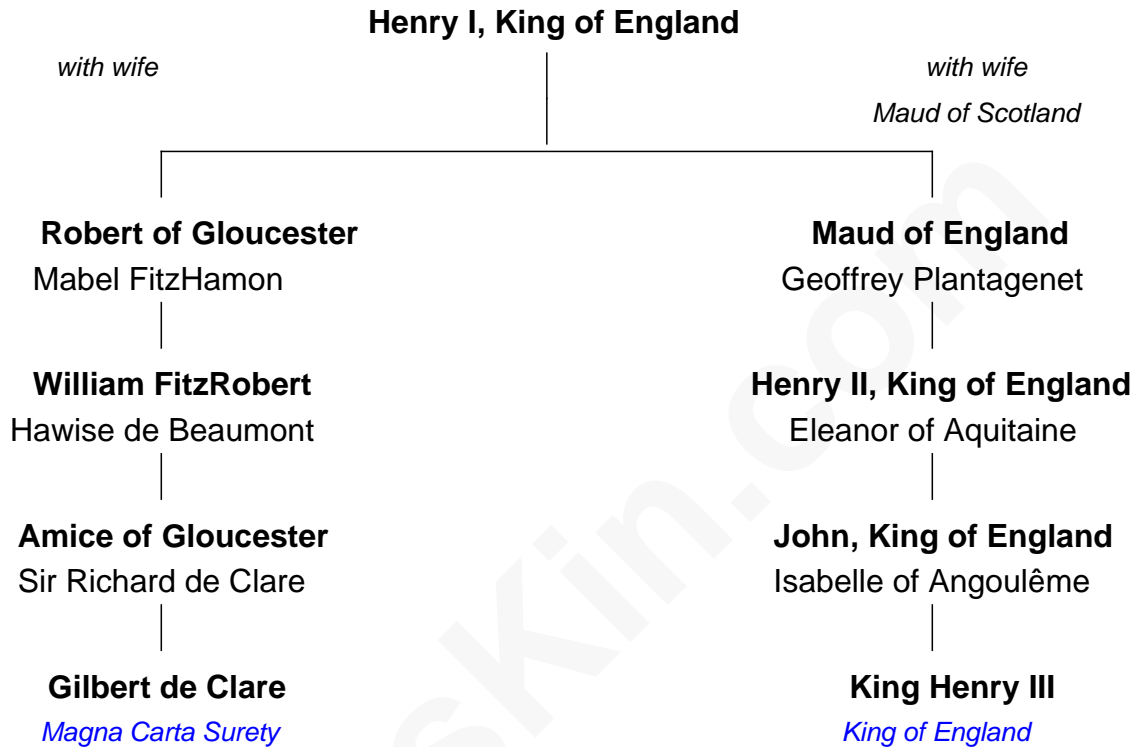 Henry I, King of England
with wife
with wife
Maud of Scotland
Robert of Gloucester
Mabel FitzHamon
Maud of England
Geoffrey Plantagenet
William FitzRobert
Hawise de Beaumont
Henry II, King of England
Eleanor of Aquitaine
Amice of Gloucester
Sir Richard de Clare
John, King of England
Isabelle of Angoulême
Gilbert de Clare
Magna Carta Surety
King Henry III
King of England